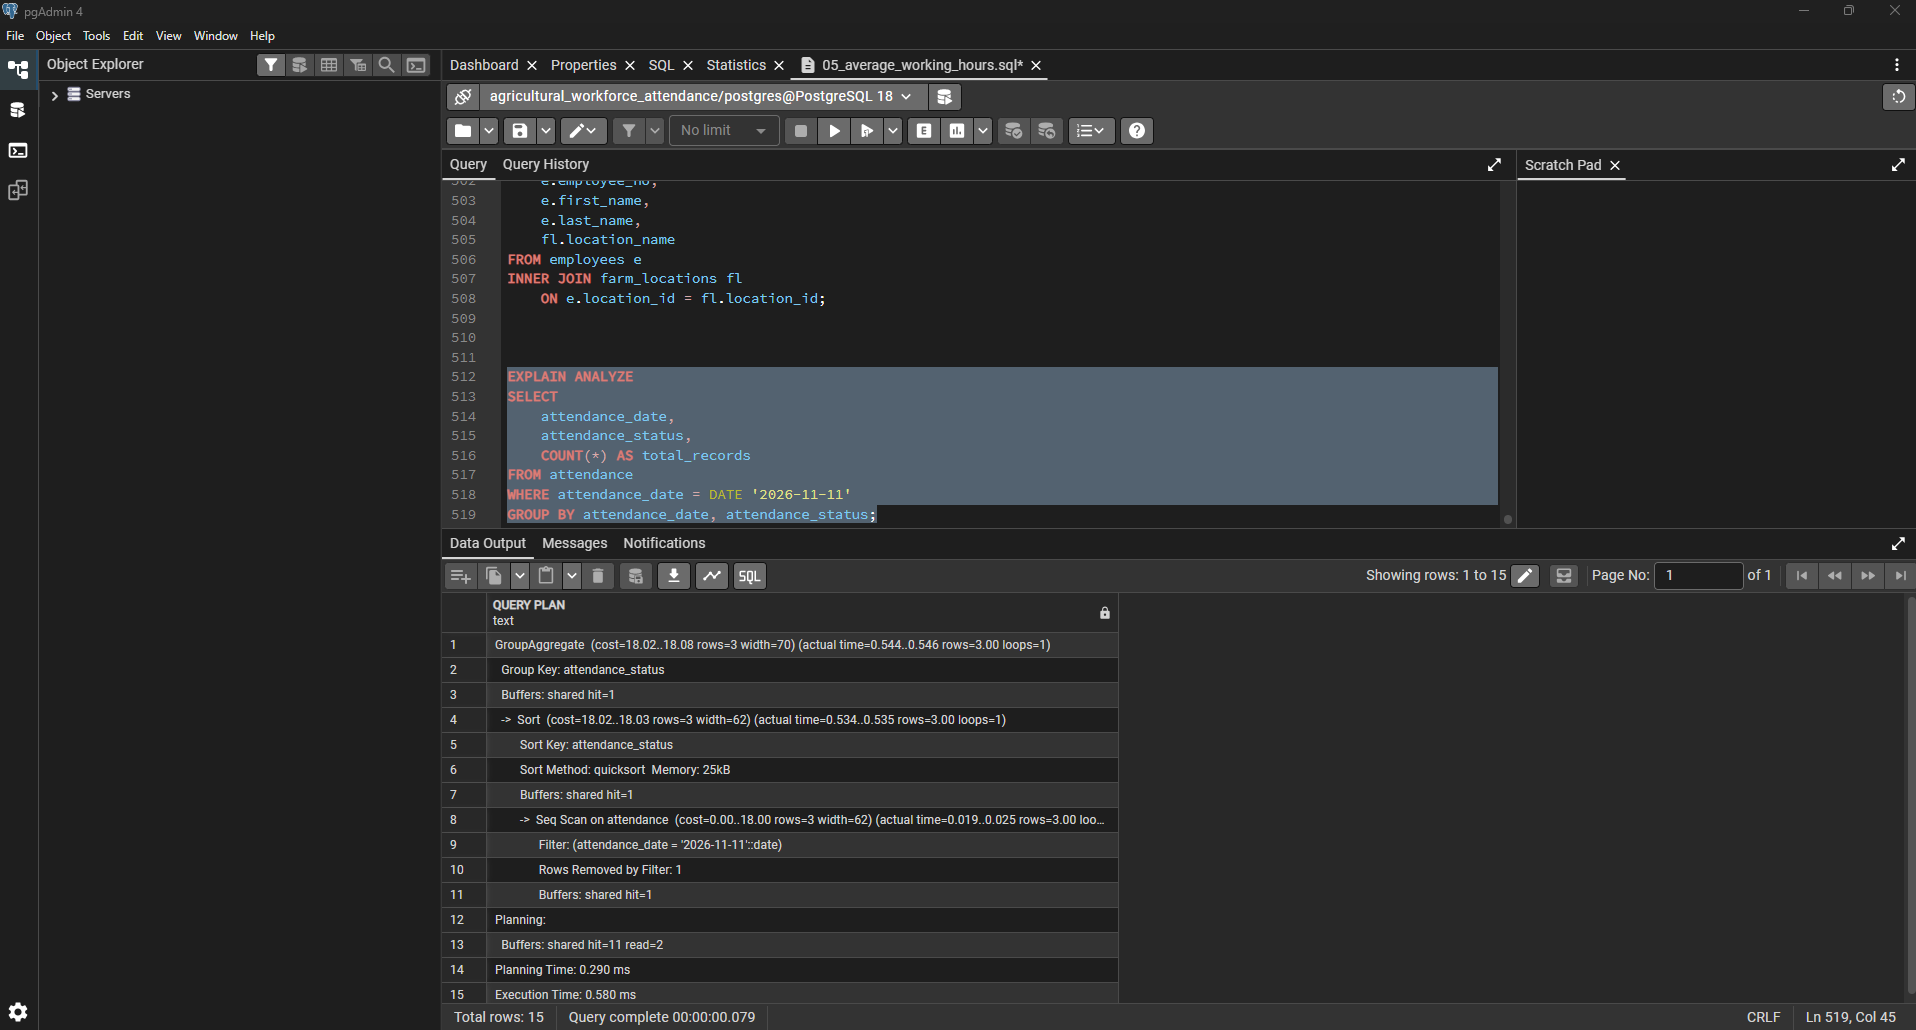 pgAdmin 4
File Object Tools Edit View Window Help
Object Explorer
Servers
Dashboard Properties SQL Statistics 05_average_working_hours.sql*
agricultural_workforce_attendance/postgres@PostgreSQL 18
No limit
E
Query Query History
Scratch Pad
502 e.employee_no,
503 e.first_name,
504 e.last_name,
505 fl.location_name
506 FROM employees e
507 INNER JOIN farm_locations fl
508 ON e.location_id = fl.location_id;
509
510
511
512 EXPLAIN ANALYZE
513 SELECT
514 attendance_date,
515 attendance_status,
516 COUNT(*) AS total_records
517 FROM attendance
518 WHERE attendance_date = DATE '2026-11-11'
519 GROUP BY attendance_date, attendance_status;
Data Output Messages Notifications
SQL Showing rows: 1 to 15 Page No: 1 of 1
QUERY PLAN
text
1 GroupAggregate (cost=18.02..18.08 rows=3 width=70) (actual time=0.544..0.546 rows=3.00 loops=1)
2 Group Key: attendance_status
3 Buffers: shared hit=1
4 -> Sort (cost=18.02..18.03 rows=3 width=62) (actual time=0.534..0.535 rows=3.00 loops=1)
5 Sort Key: attendance_status
6 Sort Method: quicksort Memory: 25kB
7 Buffers: shared hit=1
8 -> Seq Scan on attendance (cost=0.00..18.00 rows=3 width=62) (actual time=0.019..0.025 rows=3.00 loo...
9 Filter: (attendance_date = '2026-11-11'::date)
10 Rows Removed by Filter: 1
11 Buffers: shared hit=1
12 Planning:
13 Buffers: shared hit=11 read=2
14 Planning Time: 0.290 ms
15 Execution Time: 0.580 ms
Total rows: 15 Query complete 00:00:00.079 CRLF Ln 519, Col 45